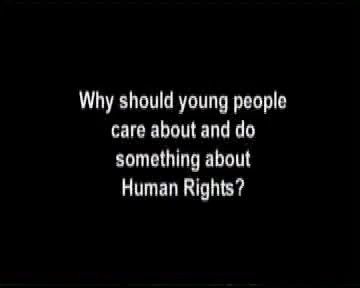 Why should young people
care about and do
something about
Human Rights?